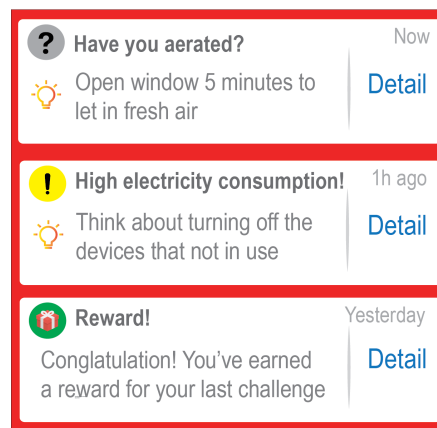 ? Have you aerated? Now
Open window 5 minutes to
let in fresh air
Detail
! High electricity consumption! 1h ago
Think about turning off the
devices that not in use
Detail
Reward! Yesterday
Conglatulation! You've earned
a reward for your last challenge
Detail